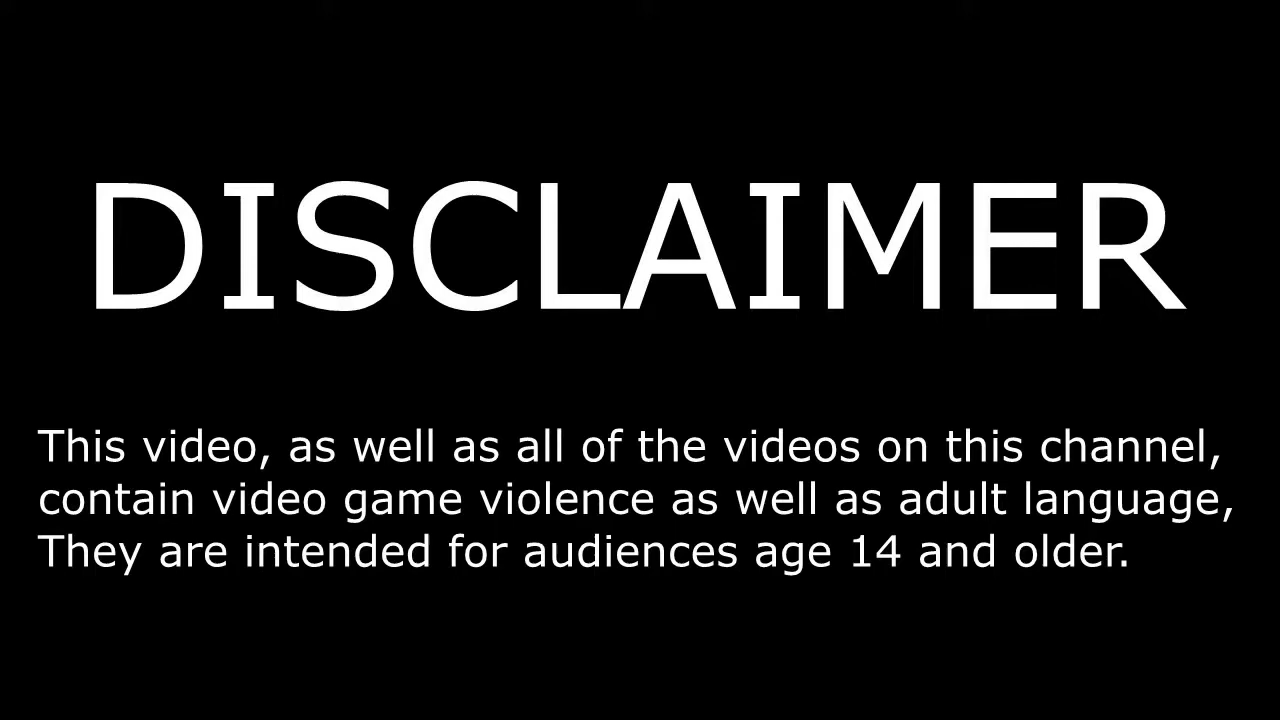 DISCLAIMER
This video, as well as all of the videos on this channel,
contain video game violence as well as adult language,
They are intended for audiences age 14 and older.